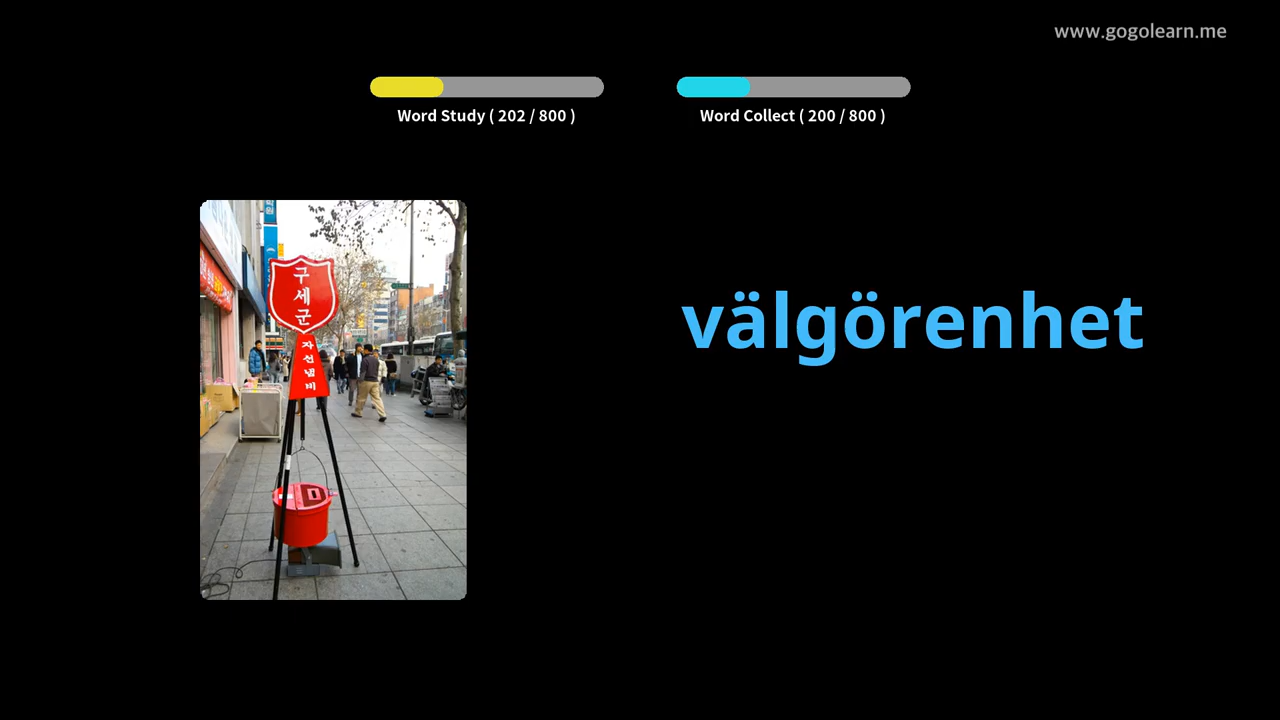 www.gogolearn.me
Word Study ( 202 / 800 )
Word Collect ( 200 / 800 )
välgörenhet
구세군
자선냄비